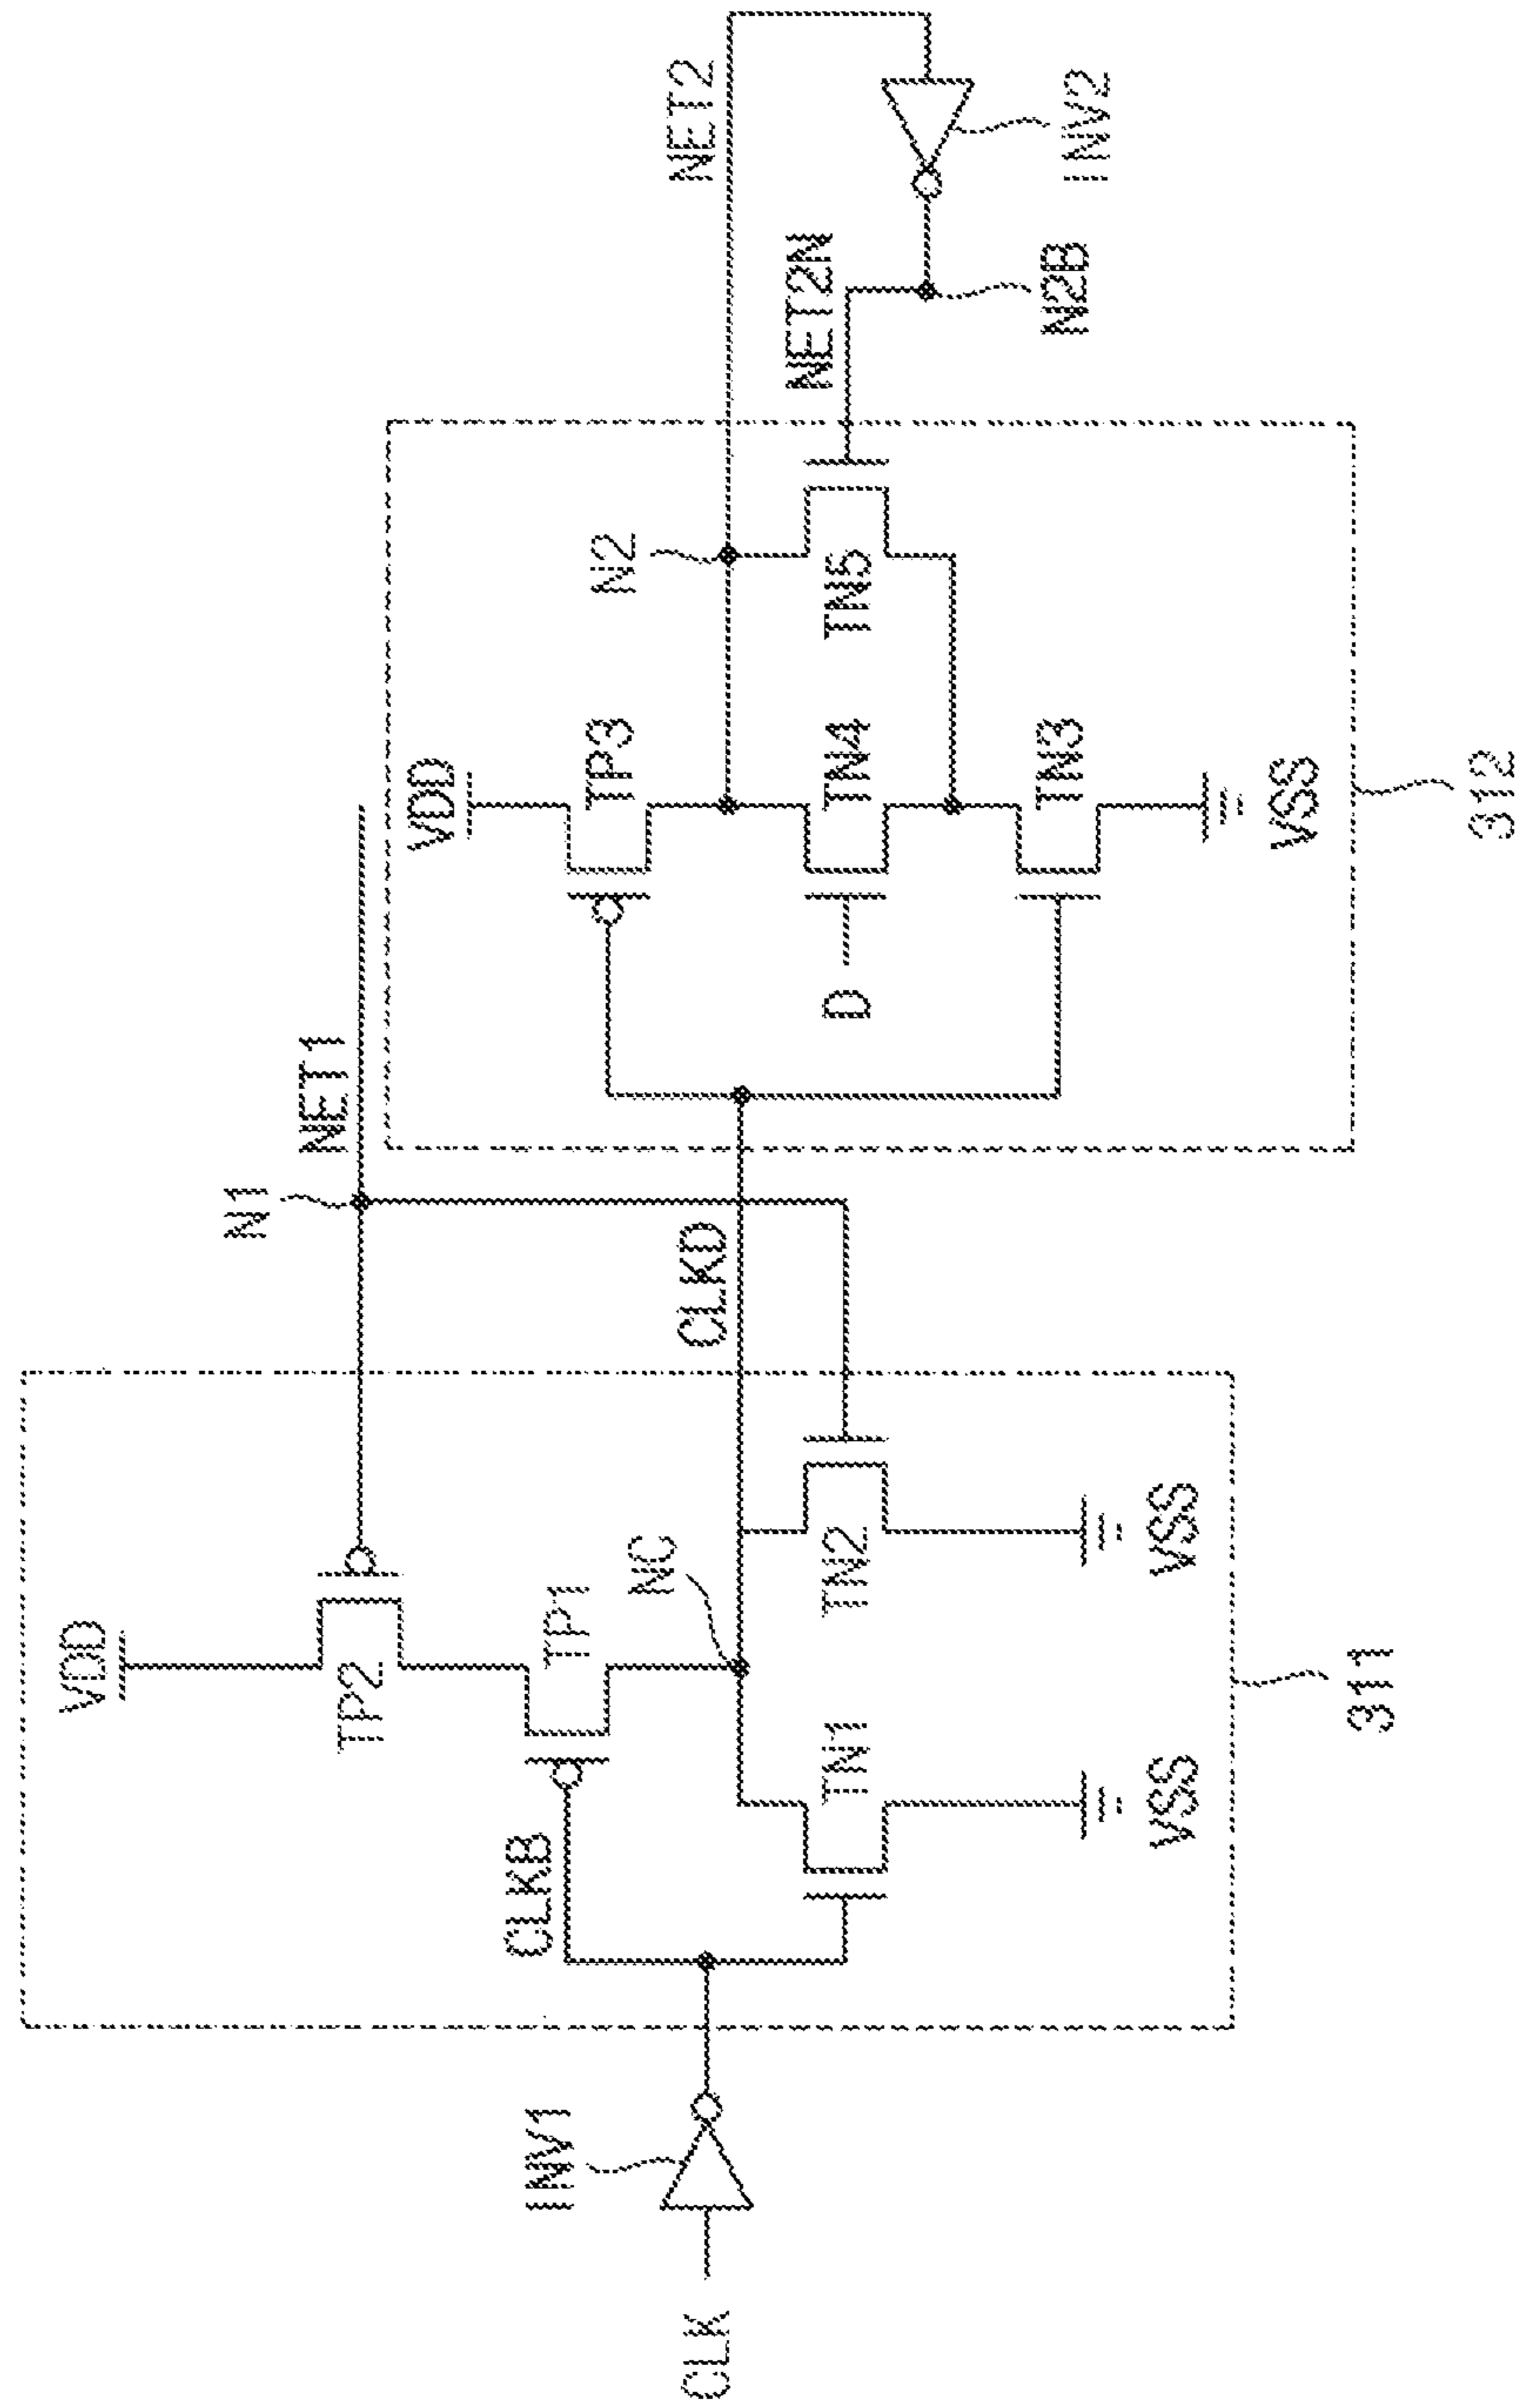 CLK
INV1
CLKB
VDD
TP2
TP1
TN1
VSS
NC
TN2
VSS
311
N1
NET1
CLKD
VDD
TP3
D
TN4
TN3
VSS
N2
TN5
312
NET2
NET2N
N2B
INV2